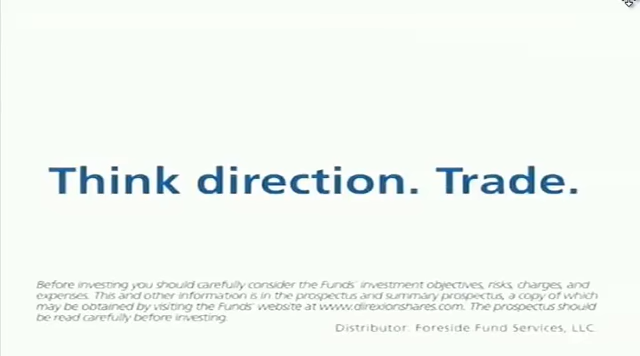 Think direction. Trade.
Before investing you should carefully consider the Funds' investment objectives, risks, charges, and
expenses. This and other information is in the prospectus and summary prospectus, a copy of which
may be obtained by visiting the Funds' website at www.direxionshares.com. The prospectus should
be read carefully before investing.
Distributor: Foreside Fund Services, LLC.